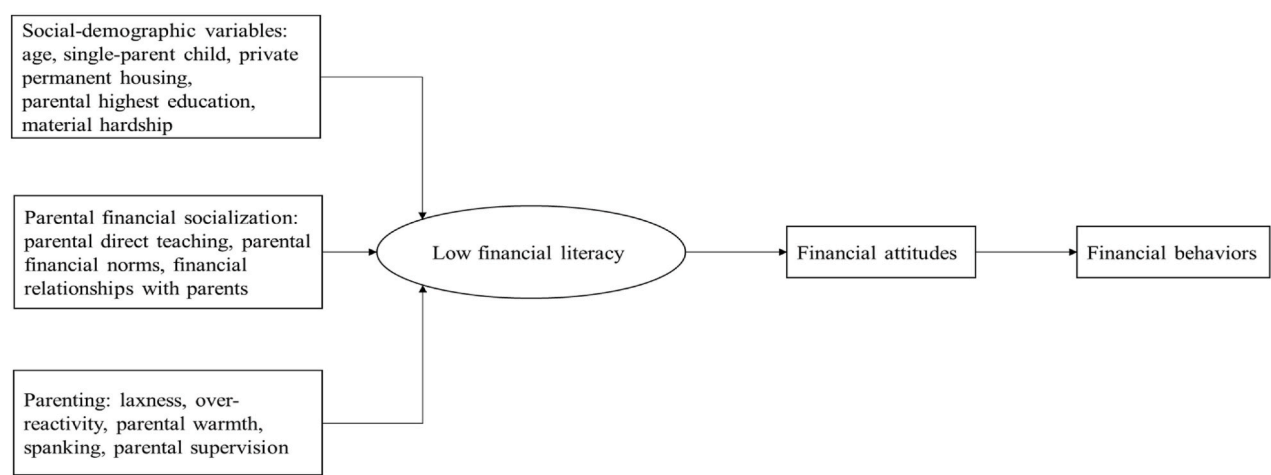 Social-demographic variables:
age, single-parent child, private
permanent housing,
parental highest education,
material hardship
Parental financial socialization:
parental direct teaching, parental
financial norms, financial
relationships with parents
Low financial literacy
Financial attitudes
Financial behaviors
Parenting: laxness, over-
reactivity, parental warmth,
spanking, parental supervision